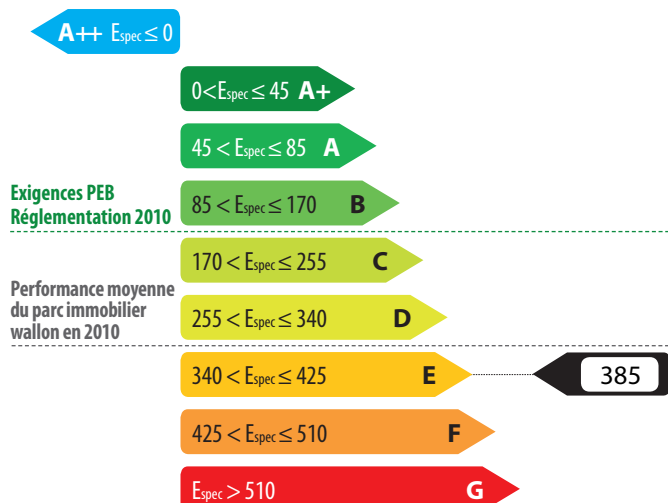 A++ Espec ≤ 0
0<Espec ≤ 45 A+
45 < Espec ≤ 85 A
Exigences PEB
Réglementation 2010
85 < Espec ≤ 170 B
170 < Espec ≤ 255 C
Performance moyenne
du parc immobilier
wallon en 2010
255 < Espec ≤ 340 D
340 < Espec ≤ 425 E
385
425 < Espec ≤ 510 F
Espec > 510 G